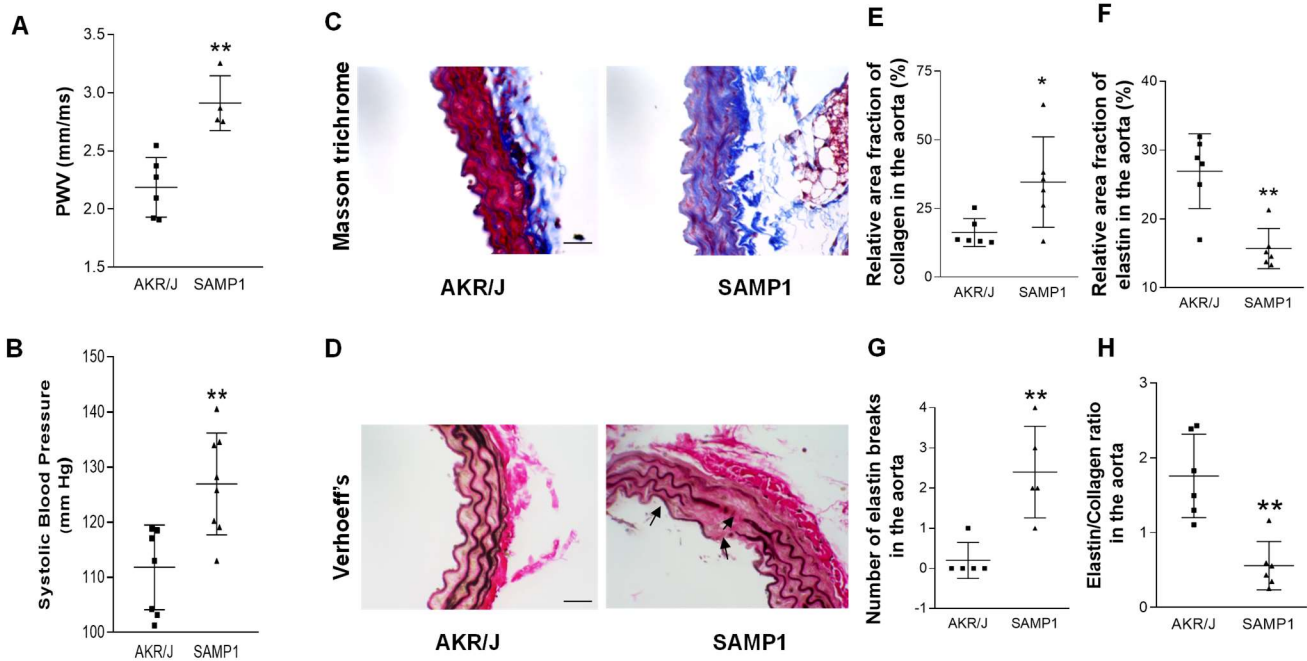 A
PWV (mm/ms)
3.5
3.0
2.5
2.0
1.5
**
AKR/J
SAMP1
B
Systolic Blood Pressure
(mm Hg)
150
140
130
120
110
100
**
AKR/J
SAMP1
C
Masson trichrome
AKR/J
SAMP1
D
Verhoeff's
AKR/J
SAMP1
E
Relative area fraction of
collagen in the aorta (%)
75
50
25
0
*
AKR/J
SAMP1
F
Relative area fraction of
elastin in the aorta (%)
40
30
20
10
**
AKR/J
SAMP1
G
Number of elastin breaks
in the aorta
4
3
2
1
0
-1
**
AKR/J
SAMP1
H
Elastin/Collagen ratio
in the aorta
3
2
1
0
**
AKR/J
SAMP1